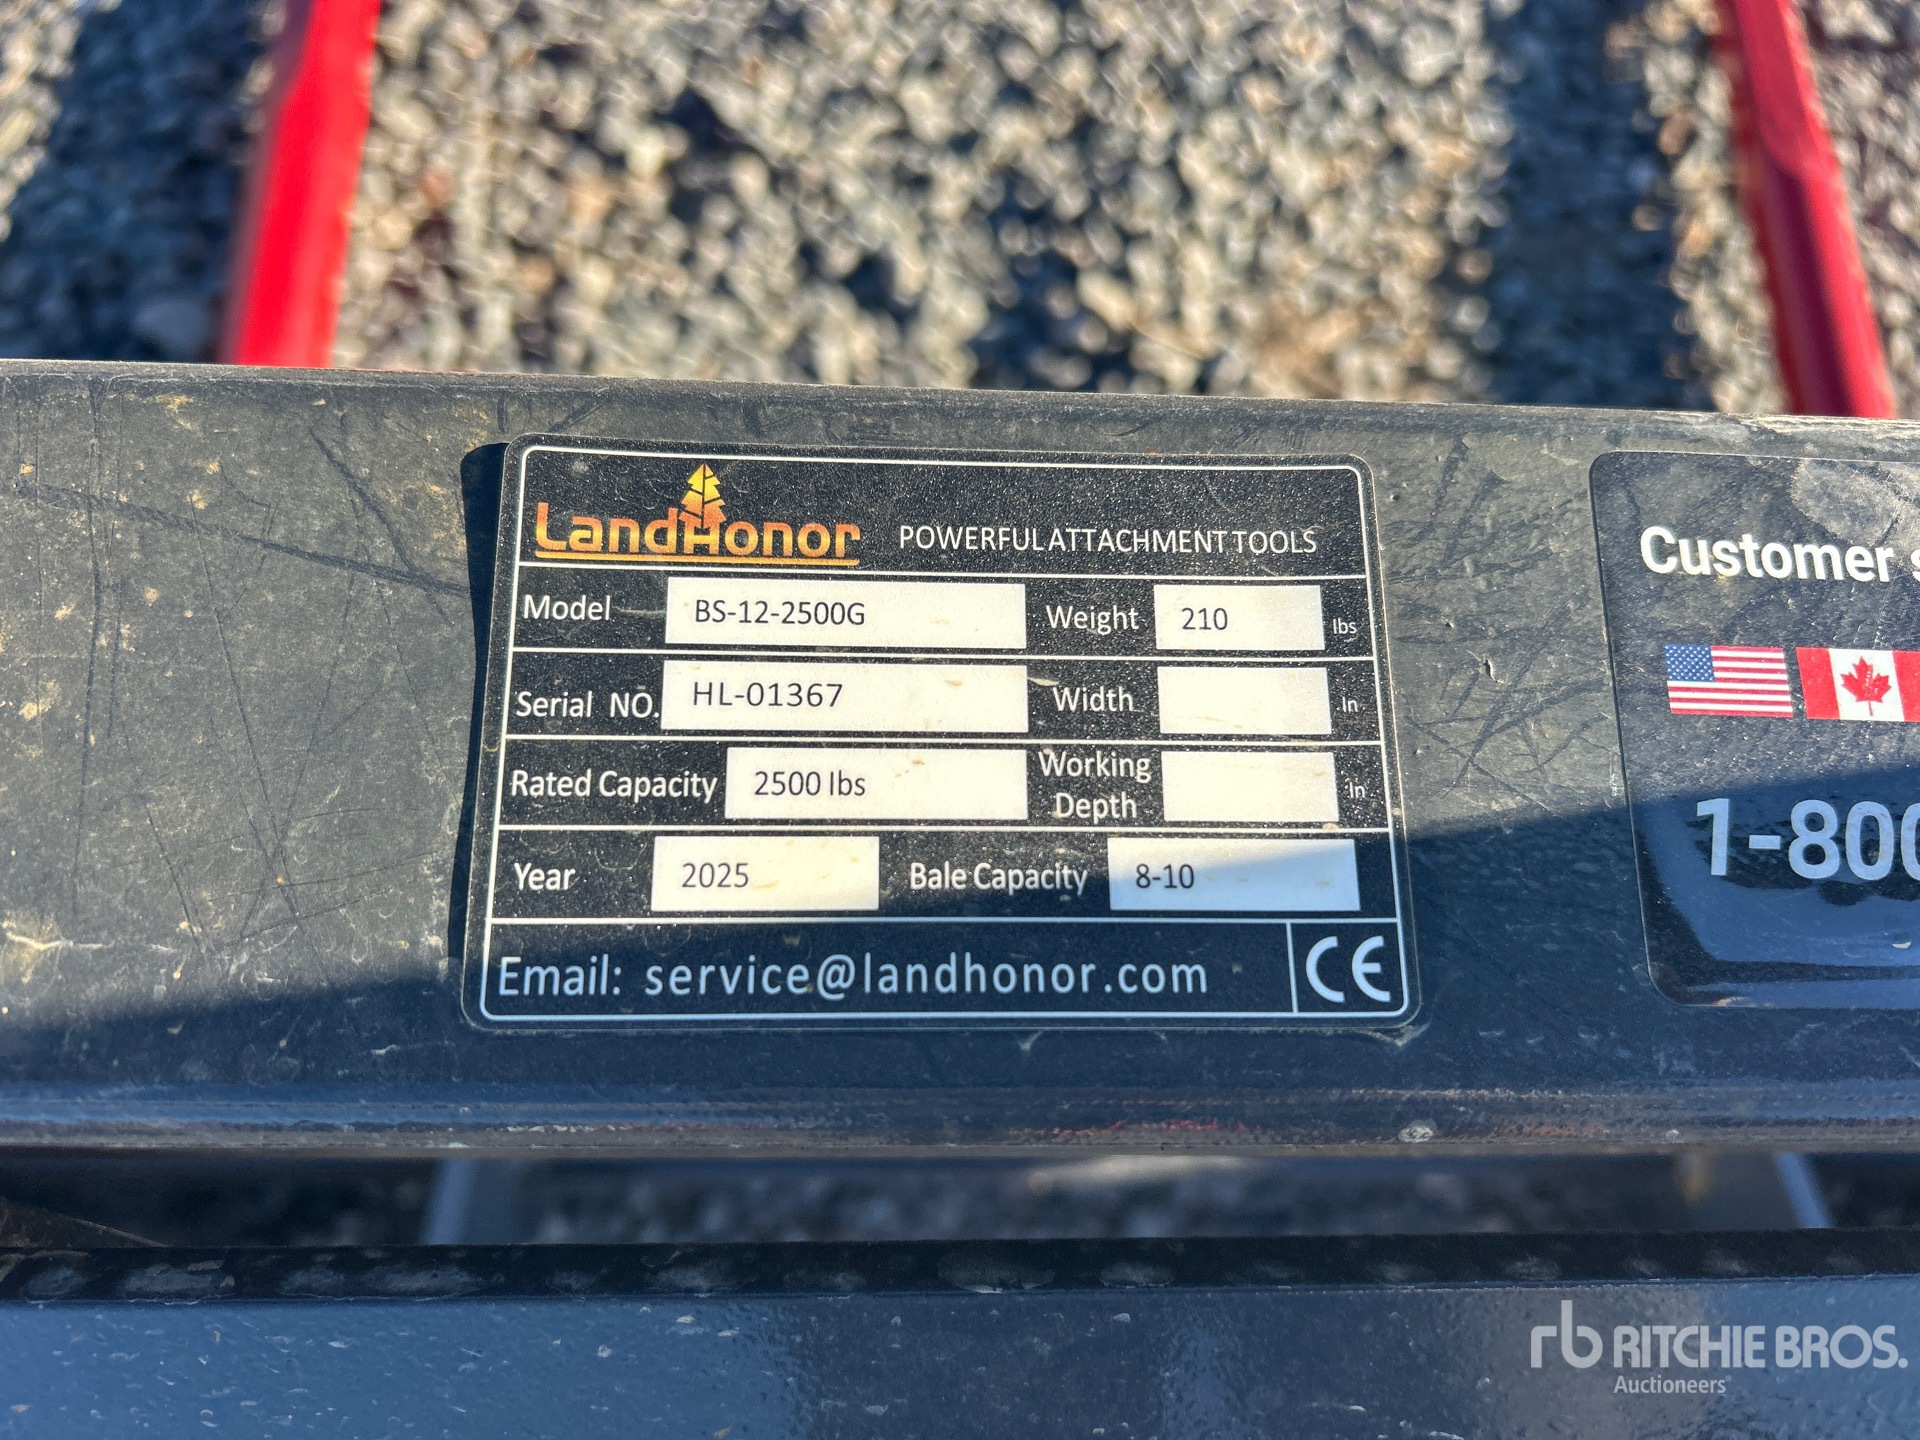 LandHonor POWERFUL ATTACHMENT TOOLS
Model BS-12-2500G Weight 210 lbs
Serial NO. HL-01367 Width In
Rated Capacity 2500 lbs Working Depth In
Year 2025 Bale Capacity 8-10
Email: service@landhonor.com CE
Customer
1-800
rb RITCHIE BROS.
Auctioneers